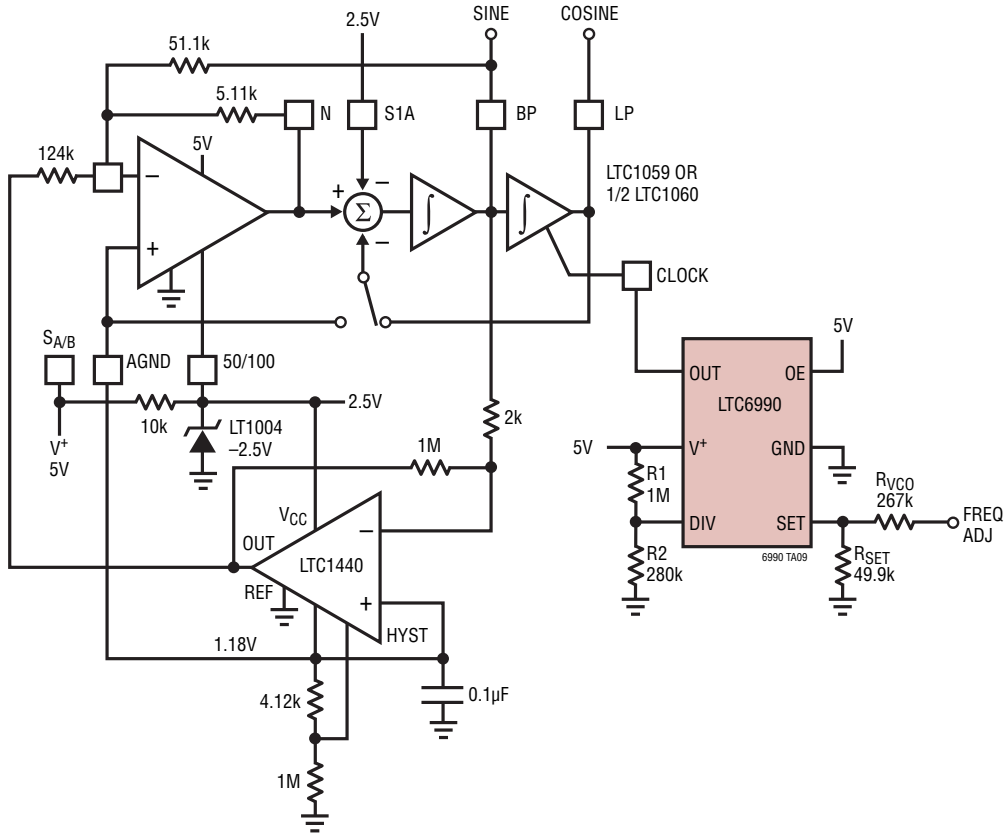 SINE
COSINE
2.5V
51.1k
5.11k
N
S1A
BP
LP
124k
5V
−
+
−
+
Σ
−
∫
∫
LTC1059 OR
1/2 LTC1060
CLOCK
SA/B
AGND
50/100
V+
5V
10k
LT1004
–2.5V
2.5V
2k
1M
VCC
OUT
LTC1440
−
+
REF
HYST
1.18V
4.12k
1M
0.1µF
5V
OUT
OE
LTC6990
5V
V+
GND
R1
1M
DIV
SET
R2
280k
6990 TA09
RVCO
267k
FREQ
ADJ
RSET
49.9k